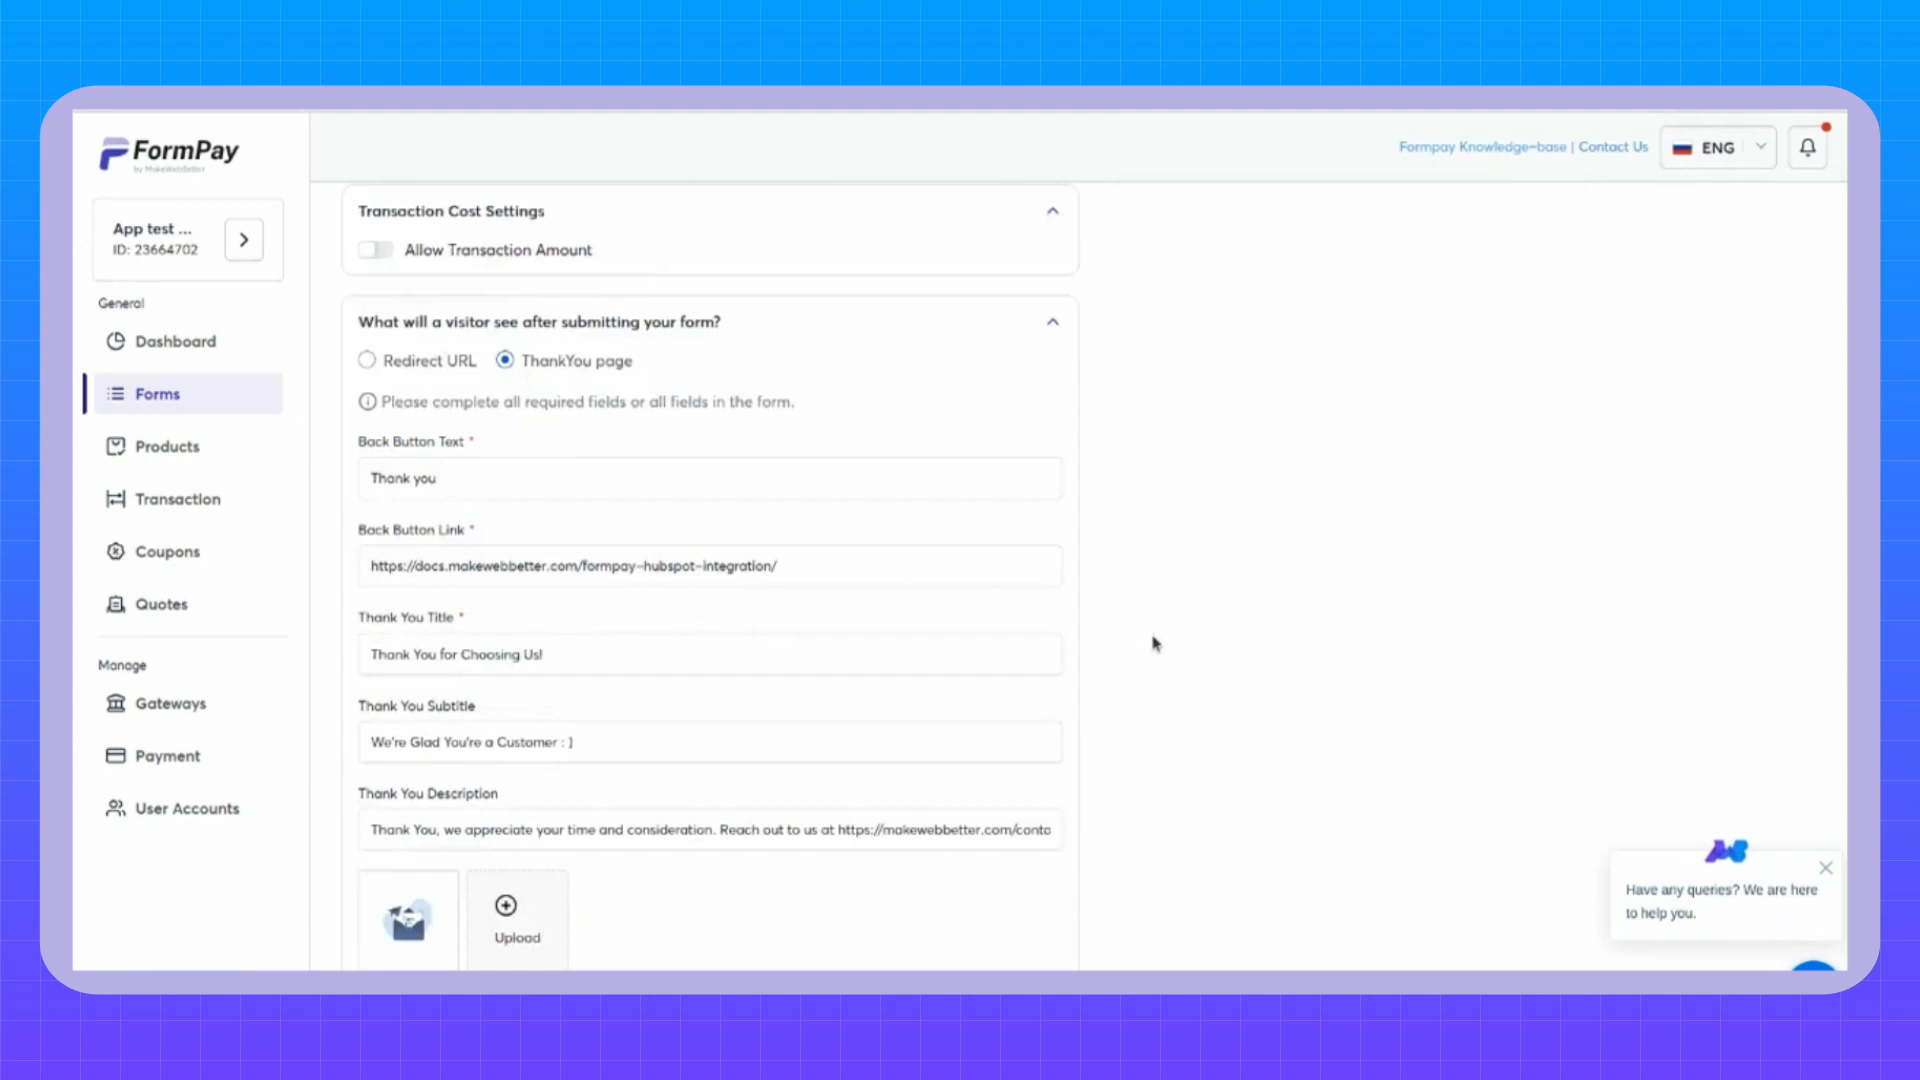 FormPay
by MakeWebBetter
Formpay Knowledge-base | Contact Us
ENG
App test ...
ID: 23664702
General
Dashboard
Forms
Products
Transaction
Coupons
Quotes
Manage
Gateways
Payment
User Accounts
Transaction Cost Settings
Allow Transaction Amount
What will a visitor see after submitting your form?
Redirect URL ThankYou page
Please complete all required fields or all fields in the form.
Back Button Text *
Thank you
Back Button Link *
https://docs.makewebbetter.com/formpay-hubspot-integration/
Thank You Title *
Thank You for Choosing Us!
Thank You Subtitle
We're Glad You're a Customer : )
Thank You Description
Thank You, we appreciate your time and consideration. Reach out to us at https://makewebbetter.com/conta
Upload
Have any queries? We are here
to help you.